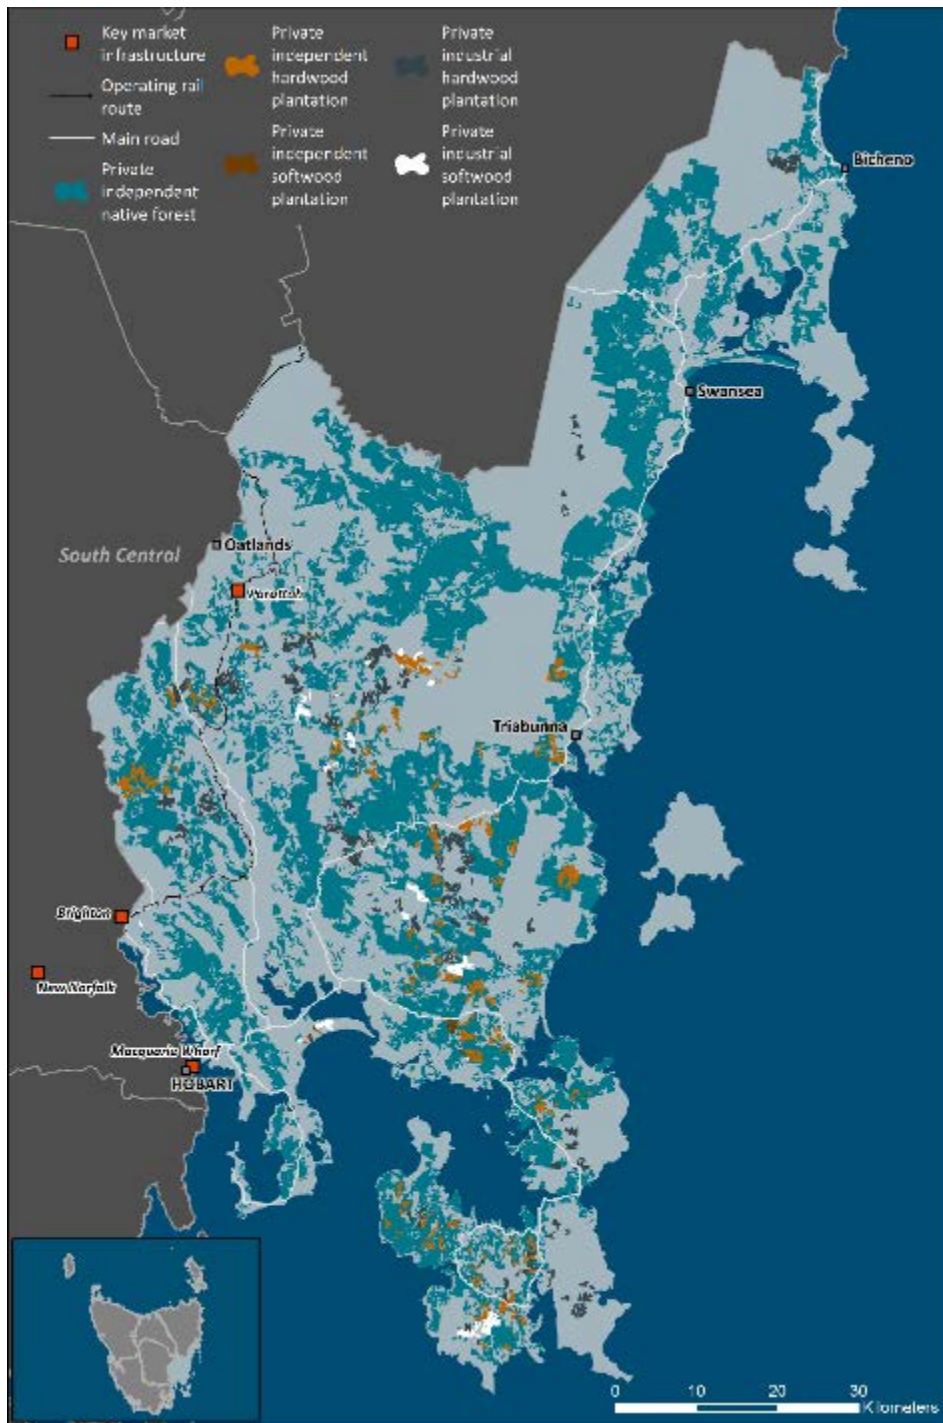 Key market
infrastructure
Operating rail
route
Main road
Private
independent
native forest
Private
independent
hardwood
plantation
Private
independent
softwood
plantation
Private
industrial
hardwood
plantation
Private
industrial
softwood
plantation
Bicheno
Swansea
South Central
Oatlands
Parattah
Triabunna
Brighton
New Norfolk
Macquarie Wharf
HOBART
0 10 20 30
Kilometers